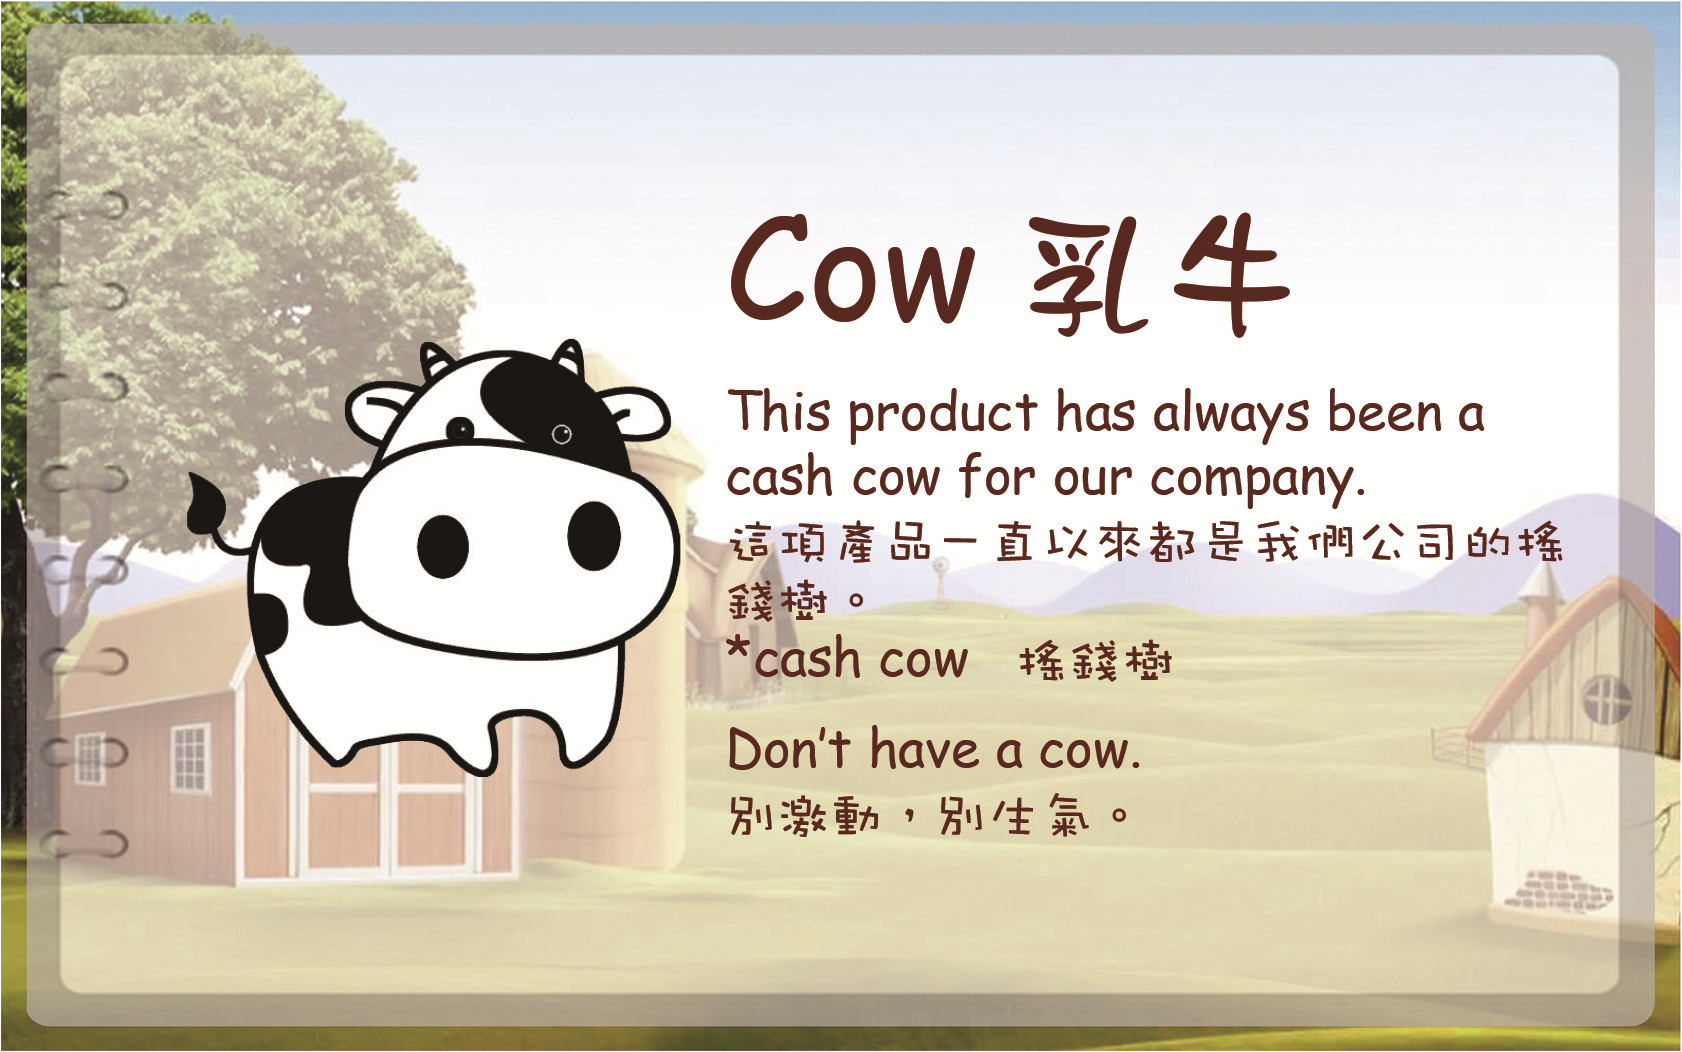 Cow 乳牛
This product has always been a
cash cow for our company.
這項產品一直以來都是我們公司的搖
錢樹。
*cash cow 搖錢樹
Don't have a cow.
別激動，別生氣。